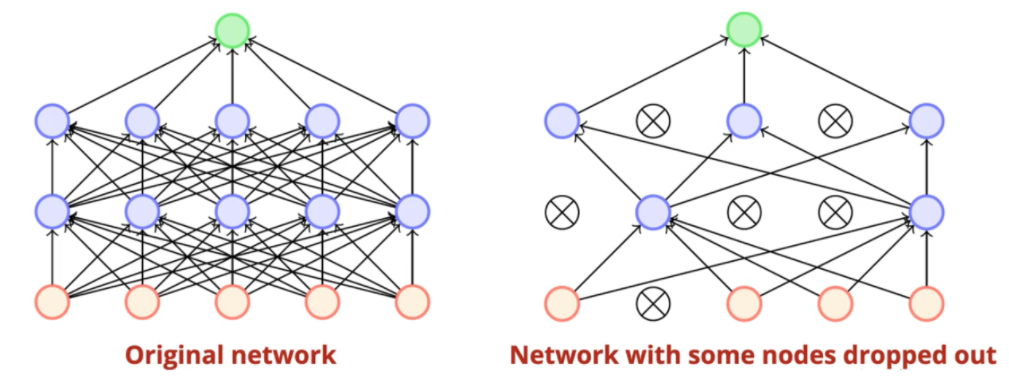 Original network
Network with some nodes dropped out